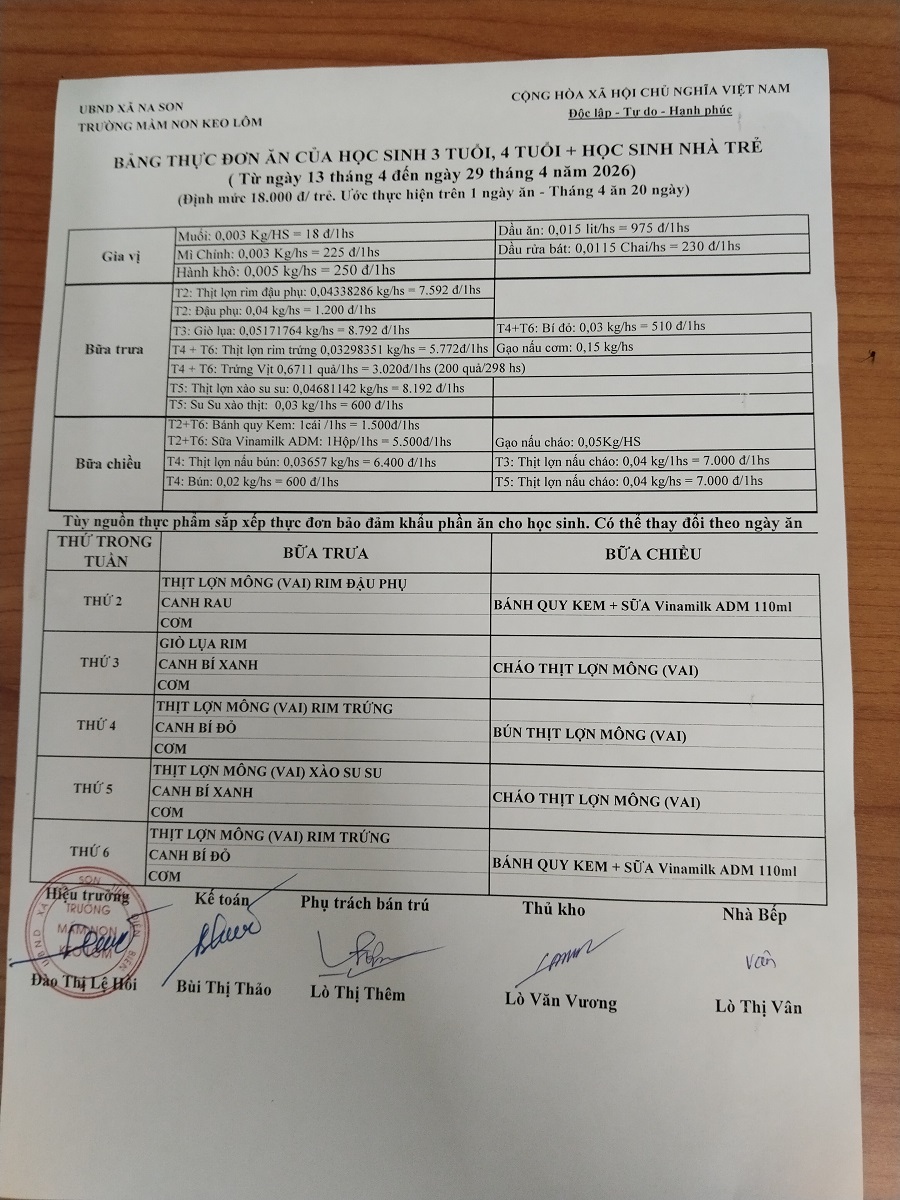 UBND XÃ NA SON
TRƯỜNG MẦM NON KEO LÔM
CỘNG HÒA XÃ HỘI CHỦ NGHĨA VIỆT NAM
Độc lập - Tự do - Hạnh phúc
BẢNG THỰC ĐƠN ĂN CỦA HỌC SINH 3 TUỔI, 4 TUỔI + HỌC SINH NHÀ TRẺ
( Từ ngày 13 tháng 4 đến ngày 29 tháng 4 năm 2026)
(Định mức 18.000 đ/ trẻ. Ước thực hiện trên 1 ngày ăn - Tháng 4 ăn 20 ngày)
Gia vị
Muối: 0,003 Kg/HS = 18 đ/1hs
Dầu ăn: 0,015 lit/hs = 975 đ/1hs
Mì Chính: 0,003 Kg/hs = 225 đ/1hs
Dầu rửa bát: 0,0115 Chai/hs = 230 đ/1hs
Hành khô: 0,005 kg/hs = 250 đ/1hs
Bữa trưa
T2: Thịt lợn rim đậu phụ: 0,04338286 kg/hs = 7.592 đ/1hs
T2: Đậu phụ: 0,04 kg/hs = 1.200 đ/1hs
T3: Giò lụa: 0,05171764 kg/hs = 8.792 đ/1hs
T4+T6: Bí đỏ: 0,03 kg/hs = 510 đ/1hs
T4 + T6: Thịt lợn rim trứng 0,03298351 kg/hs = 5.772đ/1hs
Gạo nấu cơm: 0,15 kg/hs
T4 + T6: Trứng Vịt 0,6711 quả/1hs = 3.020đ/1hs (200 quả/298 hs)
T5: Thịt lợn xào su su: 0,04681142 kg/hs = 8.192 đ/1hs
T5: Su Su xào thịt: 0,03 kg/1hs = 600 đ/1hs
Bữa chiều
T2+T6: Bánh quy Kem: 1cái /1hs = 1.500đ/1hs
T2+T6: Sữa Vinamilk ADM: 1Hộp/1hs = 5.500đ/1hs
Gạo nấu cháo: 0,05Kg/HS
T4: Thịt lợn nấu bún: 0,03657 kg/hs = 6.400 đ/1hs
T3: Thịt lợn nấu cháo: 0,04 kg/1hs = 7.000 đ/1hs
T4: Bún: 0,02 kg/hs = 600 đ/1hs
T5: Thịt lợn nấu cháo: 0,04 kg/1hs = 7.000 đ/1hs
Tùy nguồn thực phẩm sắp xếp thực đơn bảo đảm khẩu phần ăn cho học sinh. Có thể thay đổi theo ngày ăn
THỨ TRONG
TUẦN
BỮA TRƯA
BỮA CHIỀU
THỨ 2
THỊT LỢN MÔNG (VAI) RIM ĐẬU PHỤ
CANH RAU
CƠM
BÁNH QUY KEM + SỮA Vinamilk ADM 110ml
THỨ 3
GIÒ LỤA RIM
CANH BÍ XANH
CƠM
CHÁO THỊT LỢN MÔNG (VAI)
THỨ 4
THỊT LỢN MÔNG (VAI) RIM TRỨNG
CANH BÍ ĐỎ
CƠM
BÚN THỊT LỢN MÔNG (VAI)
THỨ 5
THỊT LỢN MÔNG (VAI) XÀO SU SU
CANH BÍ XANH
CƠM
CHÁO THỊT LỢN MÔNG (VAI)
THỨ 6
THỊT LỢN MÔNG (VAI) RIM TRỨNG
CANH BÍ ĐỎ
CƠM
BÁNH QUY KEM + SỮA Vinamilk ADM 110ml
Hiệu trưởng
Kế toán
Phụ trách bán trú
Thủ kho
Nhà Bếp
TRƯỜNG
MẦM NON
KEO LÔM
Vân
Đào Thị Lệ Hồi
Bùi Thị Thảo
Lò Thị Thêm
Lò Văn Vương
Lò Thị Vân